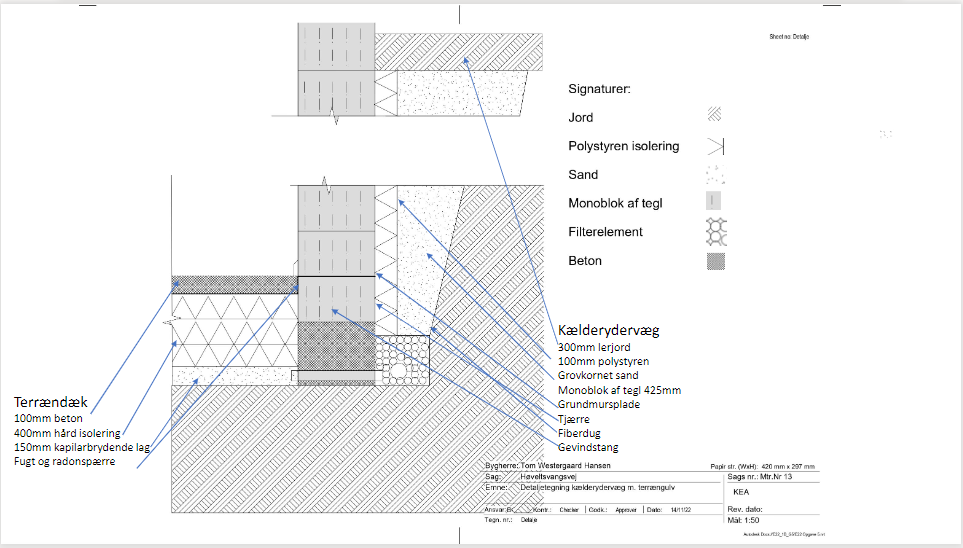 Sheet no: Detalje
Signaturer:
Jord
Polystyren isolering
Sand
Monoblok af tegl
Filterelement
Beton
Kælderydervæg
300mm lerjord
100mm polystyren
Grovkornet sand
Monoblok af tegl 425mm
Grundmursplade
Tjærre
Fiberdug
Gevindstang
Terrændæk
100mm beton
400mm hård isolering
150mm kapilarbrydende lag
Fugt og radonspærre
Bygherre: Tom Westergaard Hansen
Papir str. (WxH): 420 mm x 297 mm
Sag: Høveltsvangsvej
Sags nr.: Mtr.Nr 13
Emne: Detaljetegning kælderydervæg m. terrængulv
KEA
Kontr.: Checker Godk.: Approver Dato: 14/11/22
Rev. dato:
Tegn. nr.: Detalje
Mål: 1:50